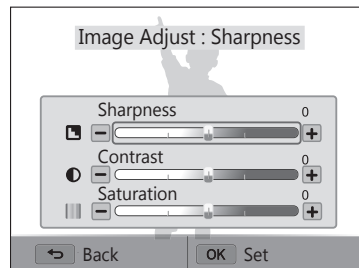 Image Adjust : Sharpness
Sharpness 0
Contrast 0
Saturation 0
Back OK Set